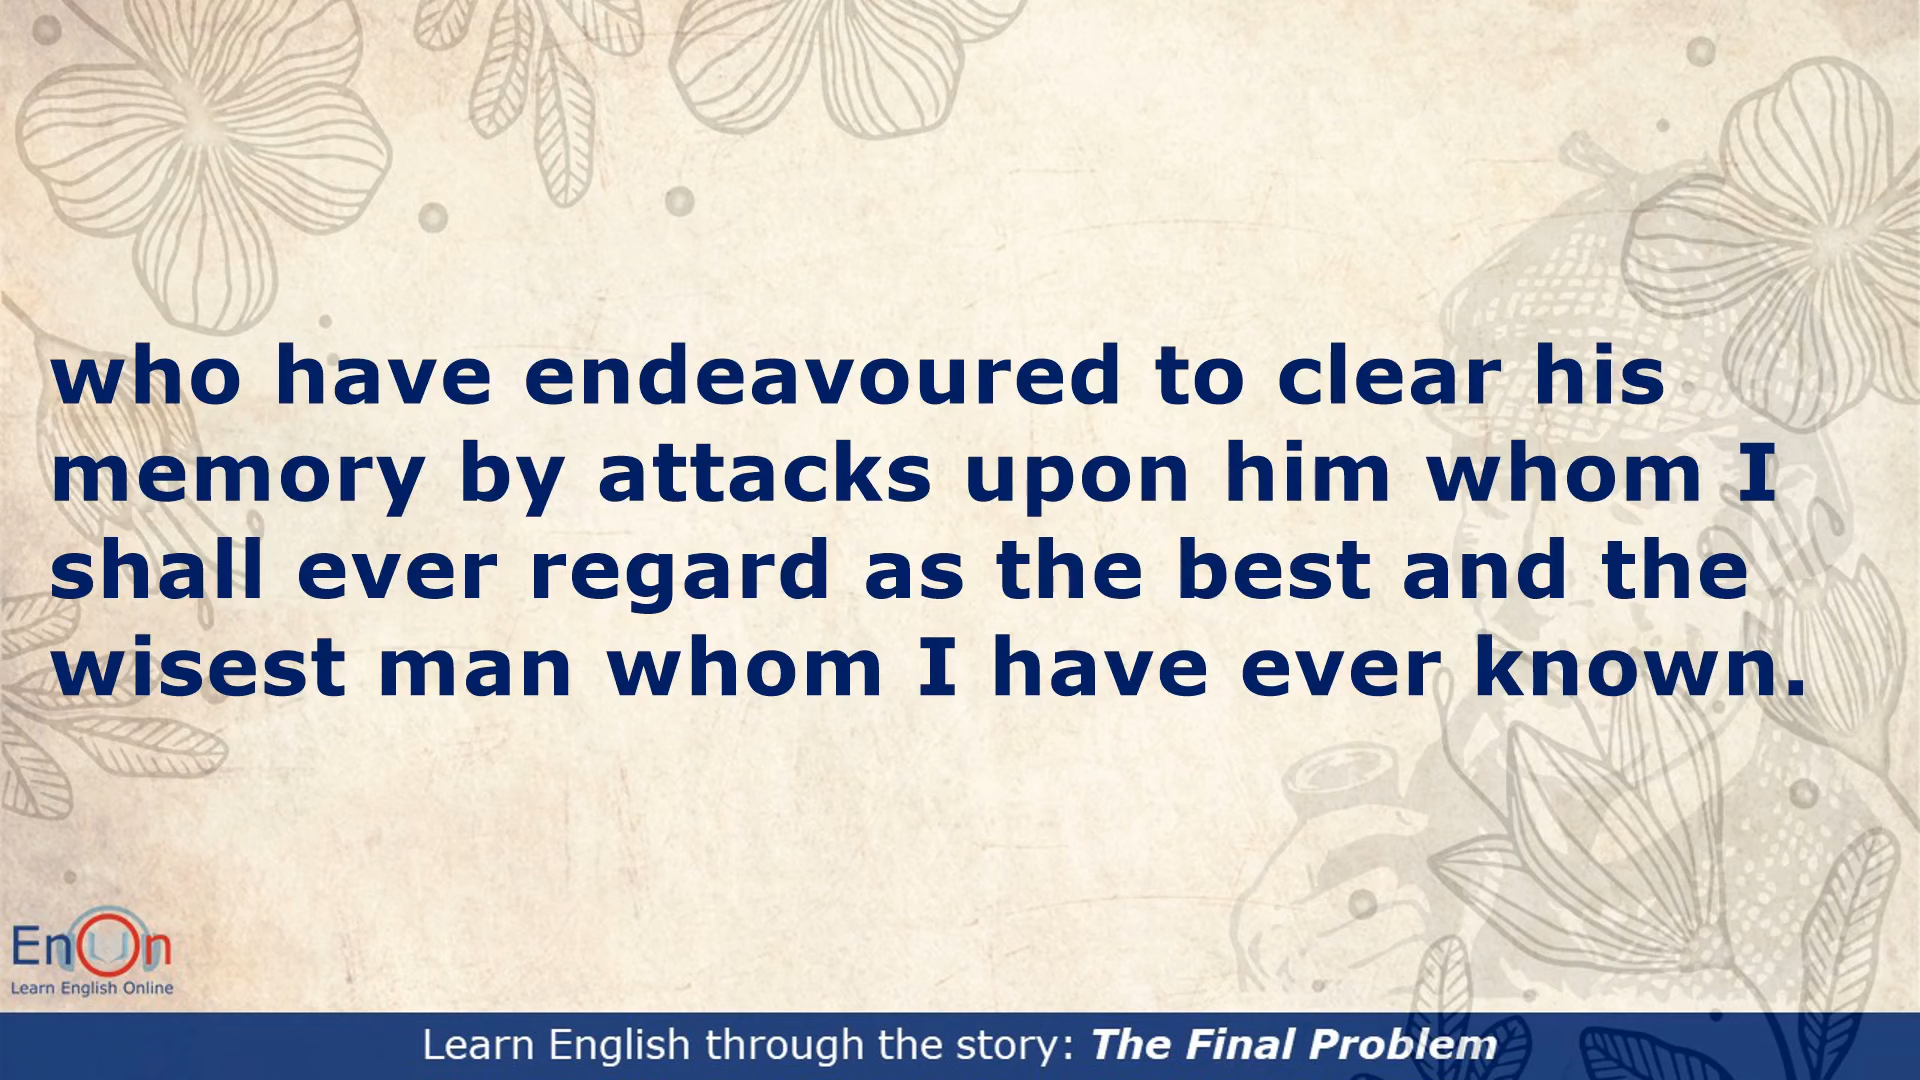 who have endeavoured to clear his
memory by attacks upon him whom I
shall ever regard as the best and the
wisest man whom I have ever known.
EnOn
Learn English Online
Learn English through the story: The Final Problem